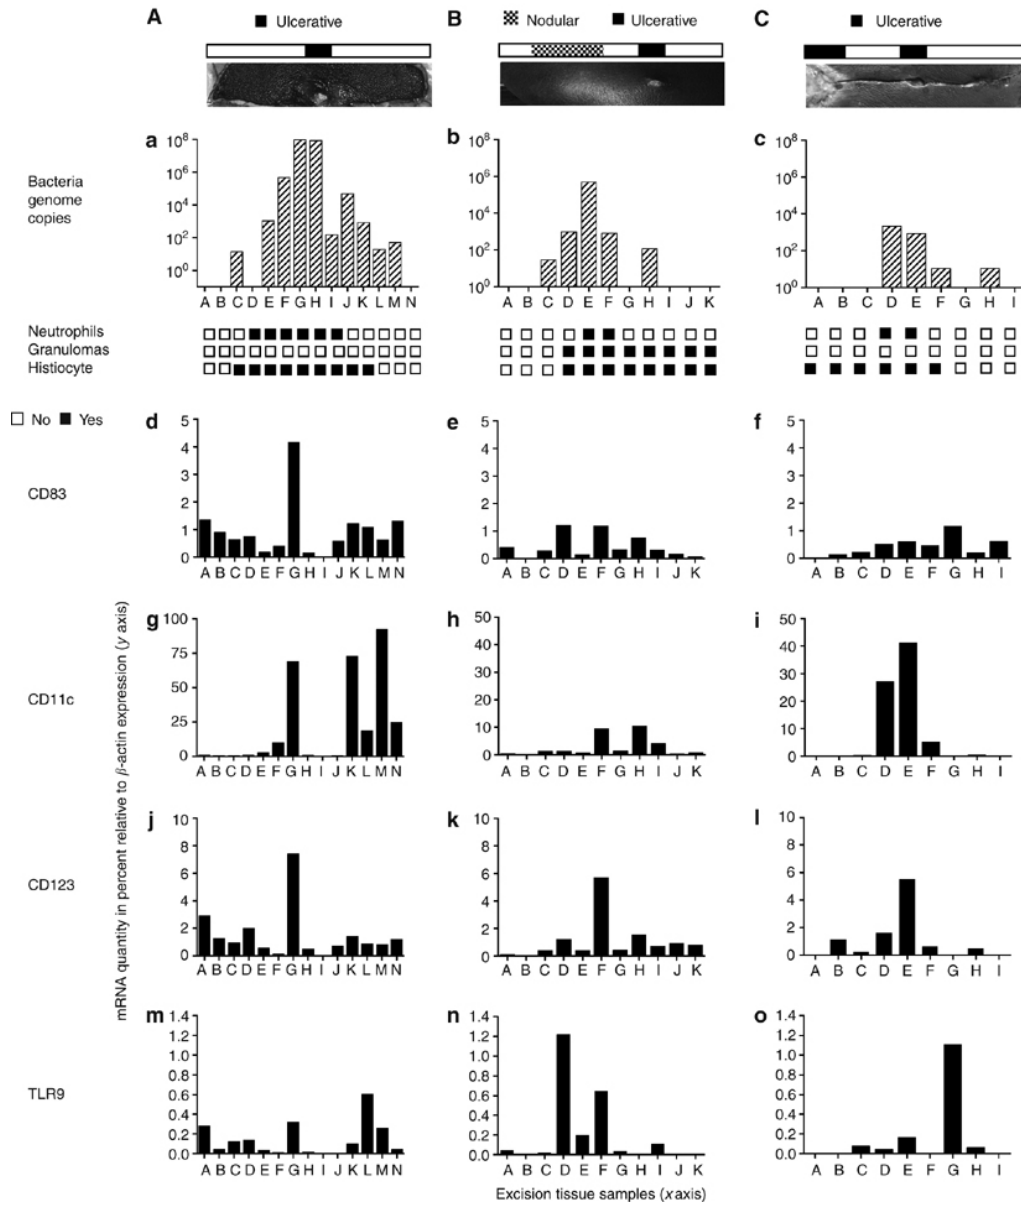 A ■ Ulcerative
B ▩ Nodular ■ Ulcerative
C ■ Ulcerative
Bacteria
genome
copies
a
10⁸
10⁶
10⁴
10²
10⁰
A B C D E F G H I J K L M N
b
10⁸
10⁶
10⁴
10²
10⁰
A B C D E F G H I J K
c
10⁸
10⁶
10⁴
10²
10⁰
A B C D E F G H I
Neutrophils
Granulomas
Histiocyte
□ No ■ Yes
mRNA quantity in percent relative to β-actin expression (y axis)
CD83
d
5
4
3
2
1
0
A B C D E F G H I J K L M N
e
5
4
3
2
1
0
A B C D E F G H I J K
f
5
4
3
2
1
0
A B C D E F G H I
CD11c
g
100
75
50
25
0
A B C D E F G H I J K L M N
h
50
40
30
20
10
0
A B C D E F G H I J K
i
50
40
30
20
10
0
A B C D E F G H I
CD123
j
10
8
6
4
2
0
A B C D E F G H I J K L M N
k
10
8
6
4
2
0
A B C D E F G H I J K
l
10
8
6
4
2
0
A B C D E F G H I
TLR9
m
1.4
1.2
1.0
0.8
0.6
0.4
0.2
0.0
A B C D E F G H I J K L M N
n
1.4
1.2
1.0
0.8
0.6
0.4
0.2
0.0
A B C D E F G H I J K
o
1.4
1.2
1.0
0.8
0.6
0.4
0.2
0.0
A B C D E F G H I
Excision tissue samples (x axis)